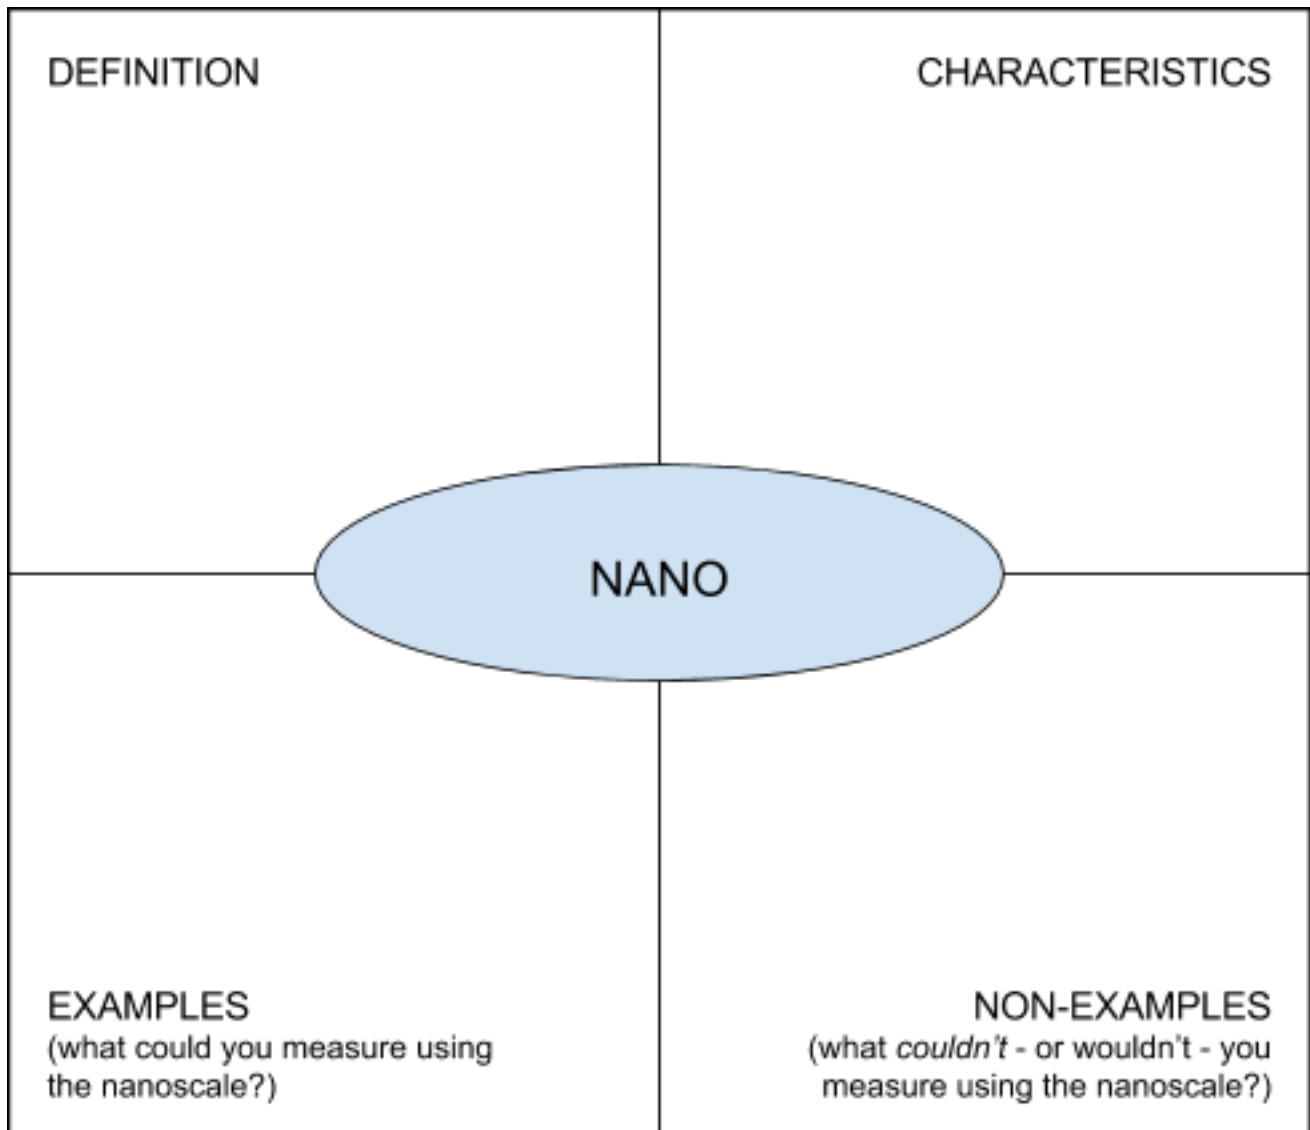 DEFINITION
CHARACTERISTICS
NANO
EXAMPLES
(what could you measure using
the nanoscale?)
NON-EXAMPLES
(what couldn't - or wouldn't - you
measure using the nanoscale?)